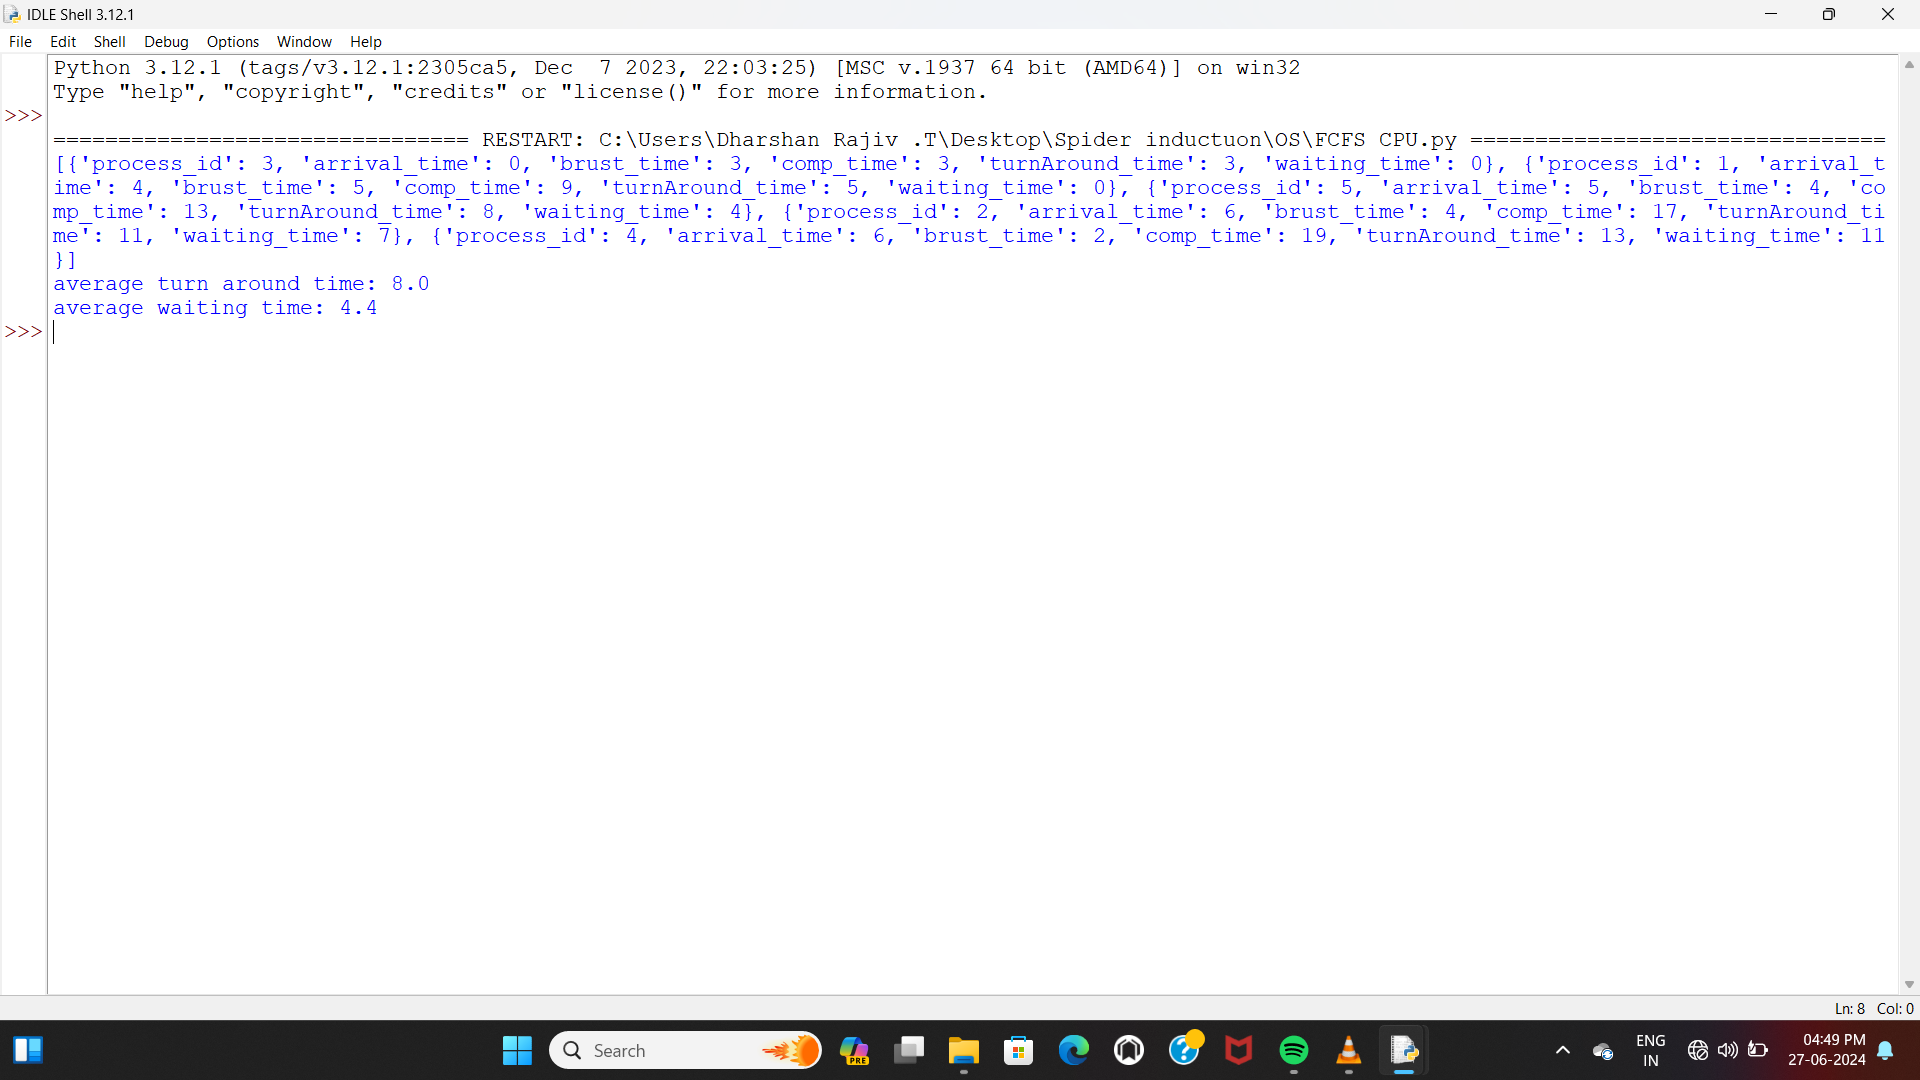 IDLE Shell 3.12.1
File Edit Shell Debug Options Window Help
Python 3.12.1 (tags/v3.12.1:2305ca5, Dec  7 2023, 22:03:25) [MSC v.1937 64 bit (AMD64)] on win32
Type "help", "copyright", "credits" or "license()" for more information.
>>>
================================ RESTART: C:\Users\Dharshan Rajiv .T\Desktop\Spider inductuon\OS\FCFS CPU.py ================================
[{'process_id': 3, 'arrival_time': 0, 'brust_time': 3, 'comp_time': 3, 'turnAround_time': 3, 'waiting_time': 0}, {'process_id': 1, 'arrival_t
ime': 4, 'brust_time': 5, 'comp_time': 9, 'turnAround_time': 5, 'waiting_time': 0}, {'process_id': 5, 'arrival_time': 5, 'brust_time': 4, 'co
mp_time': 13, 'turnAround_time': 8, 'waiting_time': 4}, {'process_id': 2, 'arrival_time': 6, 'brust_time': 4, 'comp_time': 17, 'turnAround_ti
me': 11, 'waiting_time': 7}, {'process_id': 4, 'arrival_time': 6, 'brust_time': 2, 'comp_time': 19, 'turnAround_time': 13, 'waiting_time': 11
}]
average turn around time: 8.0
average waiting time: 4.4
>>>
Ln: 8 Col: 0
Search
PRE
ENG
IN
04:49 PM
27-06-2024